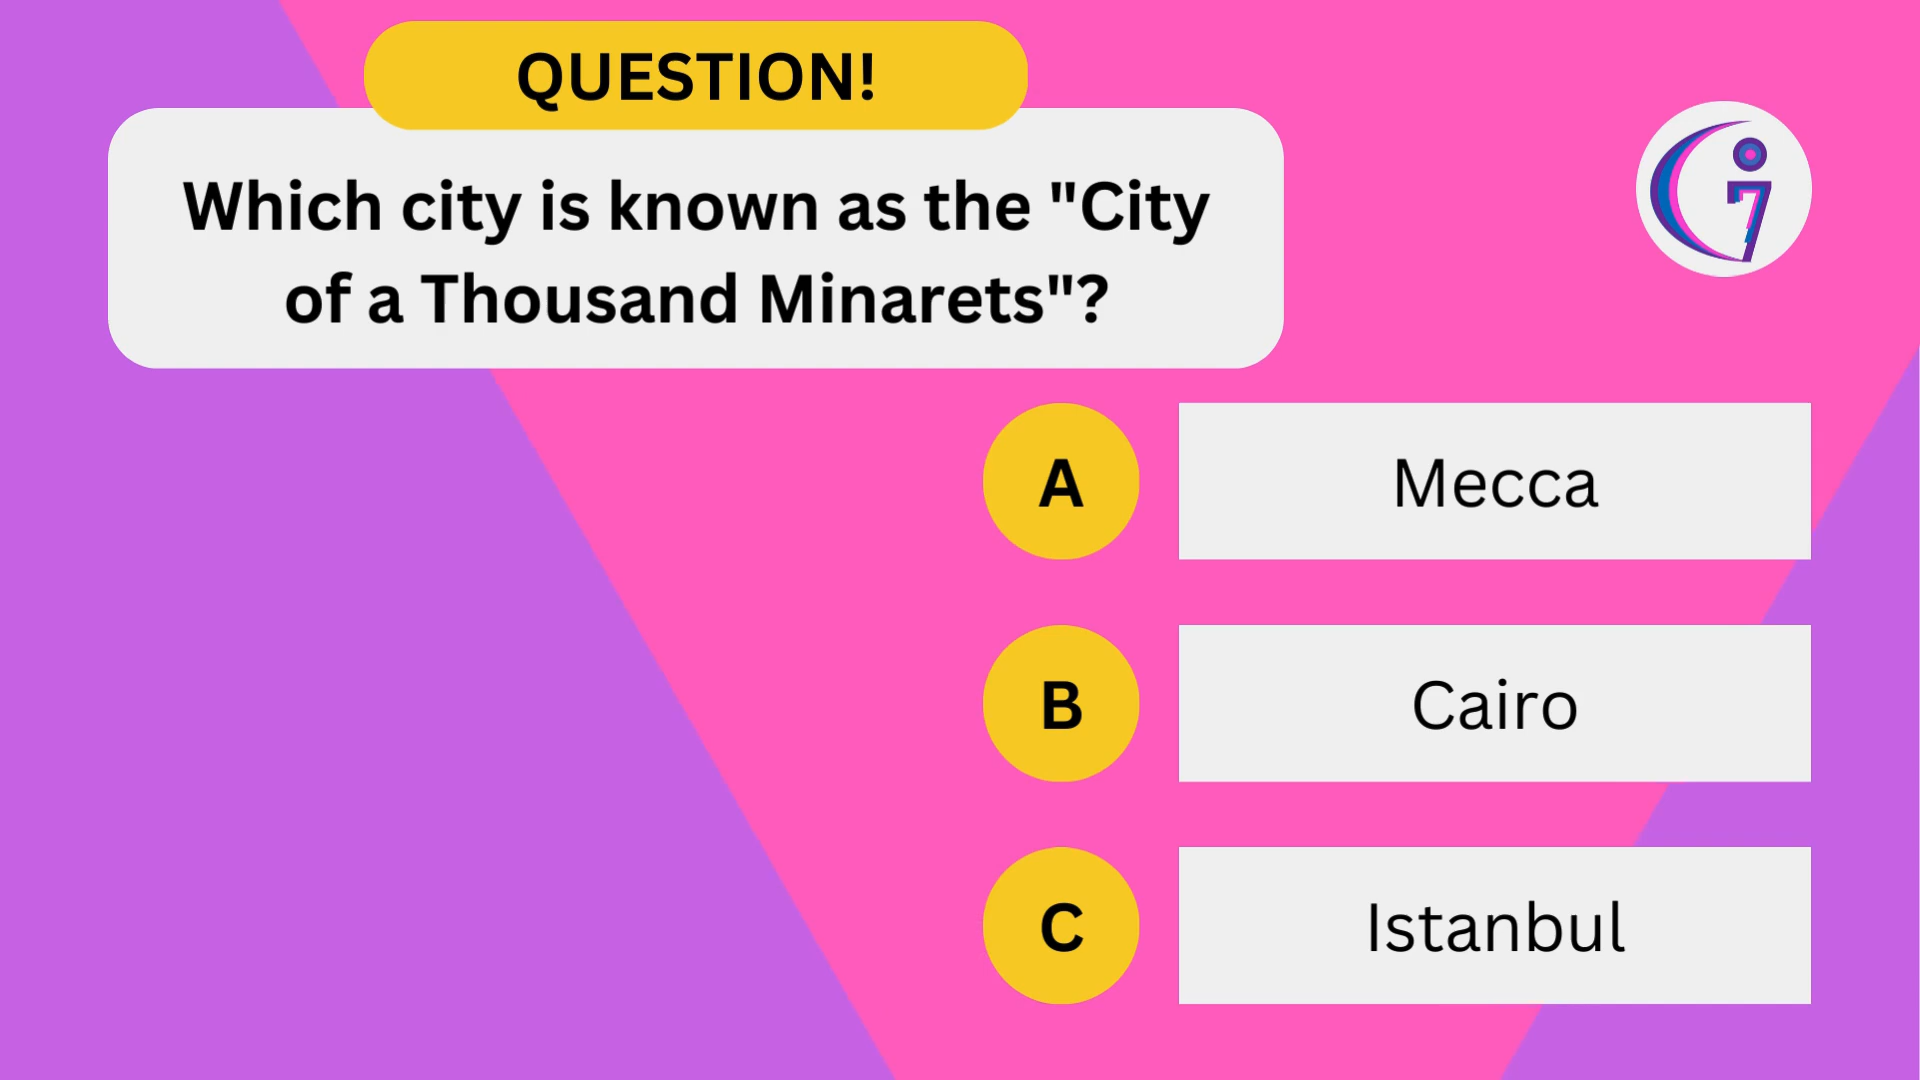 QUESTION!
Which city is known as the "City
of a Thousand Minarets"?
A
Mecca
B
Cairo
C
Istanbul